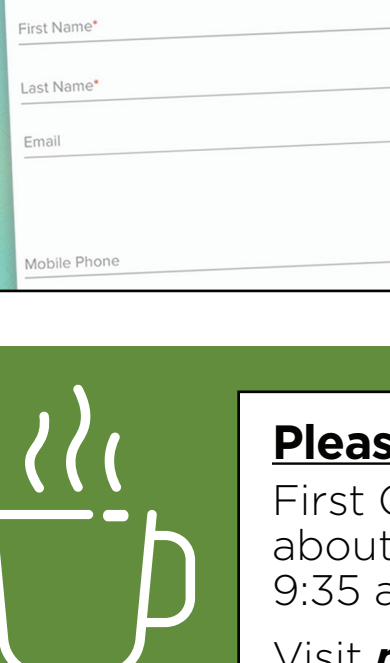 First Name*
Last Name*
Email
Mobile Phone
Pleas
First
about
9:35 a
Visit